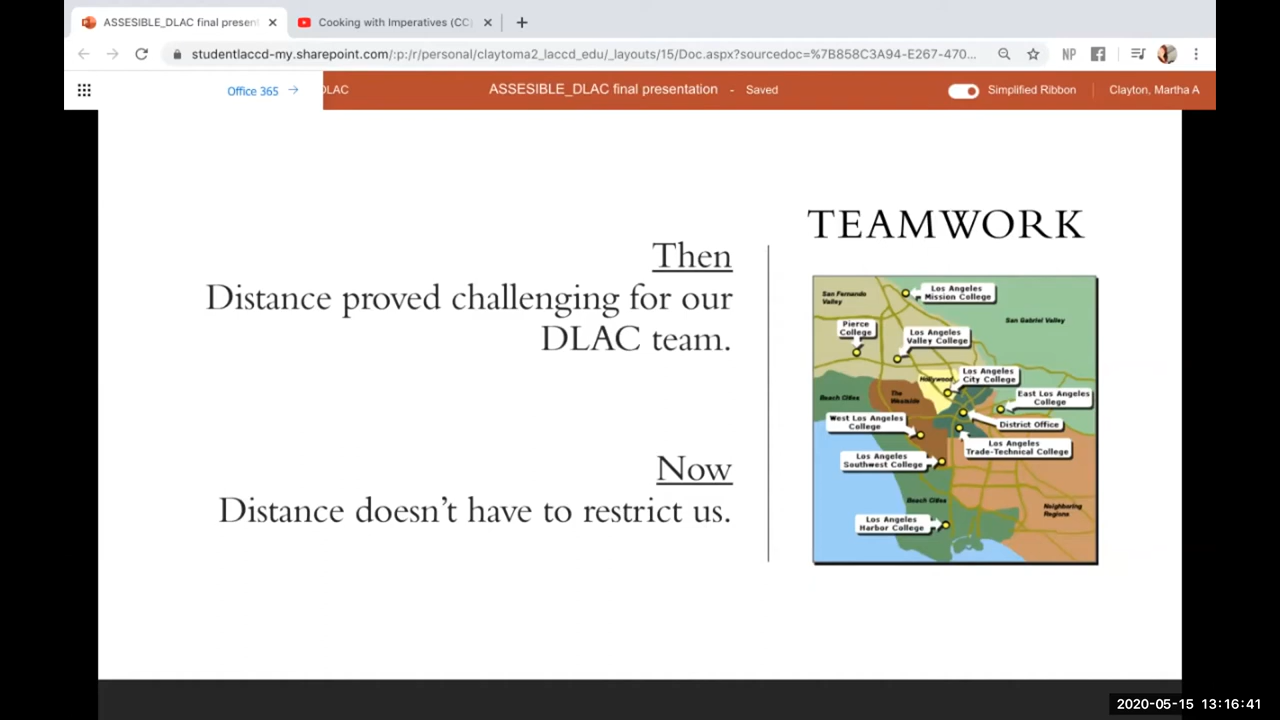 ASSESIBLE_DLAC final present
Cooking with Imperatives (CC)
studentlaccd-my.sharepoint.com/:p:/r/personal/claytoma2_laccd_edu/_layouts/15/Doc.aspx?sourcedoc=%7B858C3A94-E267-470...
NP
Office 365
DLAC
ASSESIBLE_DLAC final presentation - Saved
Simplified Ribbon
Clayton, Martha A
TEAMWORK
Then
Distance proved challenging for our
DLAC team.
Now
Distance doesn't have to restrict us.
San Fernando
Valley
Los Angeles
Mission College
San Gabriel Valley
Pierce
College
Los Angeles
Valley College
Hollywood
Los Angeles
City College
Beach Cities
The
Westside
East Los Angeles
College
West Los Angeles
College
District Office
Los Angeles
Trade-Technical College
Los Angeles
Southwest College
Beach Cities
Neighboring
Regions
Los Angeles
Harbor College
2020-05-15 13:16:41